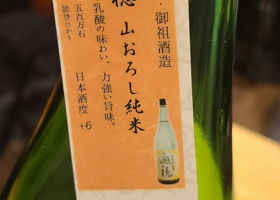 ・御祖酒造
穂 山おろし純米
乳酸の味わい、力強い旨味。
五百万石
能登ひかり
日本酒度 +6